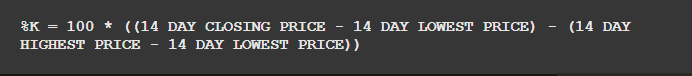 %K = 100 * ((14 DAY CLOSING PRICE - 14 DAY LOWEST PRICE) - (14 DAY
HIGHEST PRICE - 14 DAY LOWEST PRICE))